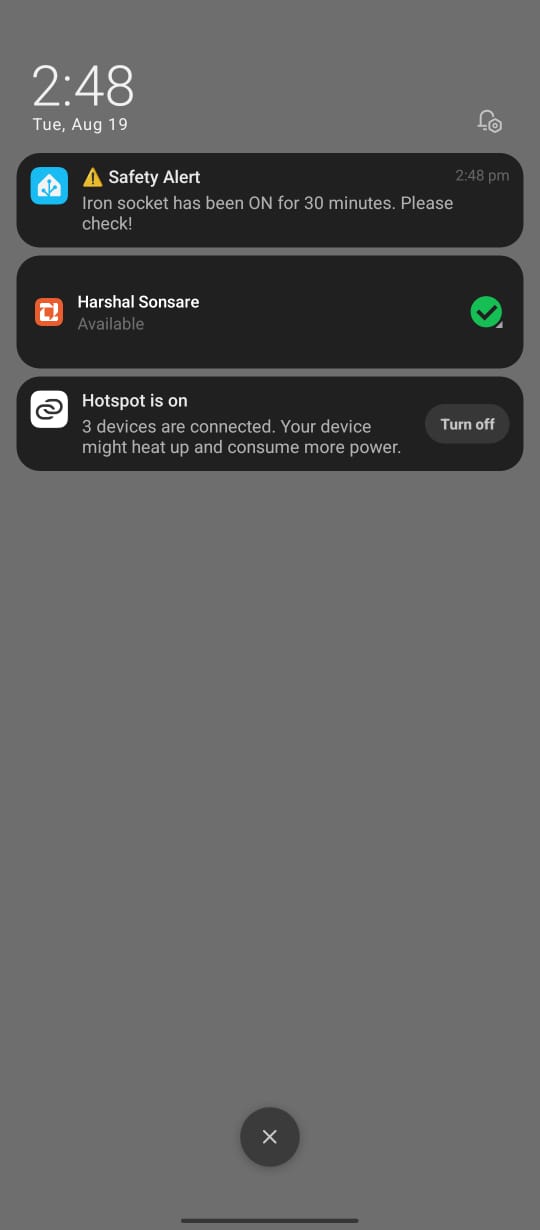 2:48
Tue, Aug 19
⚠️ Safety Alert
2:48 pm
Iron socket has been ON for 30 minutes. Please
check!
Harshal Sonsare
Available
Hotspot is on
3 devices are connected. Your device
might heat up and consume more power.
Turn off